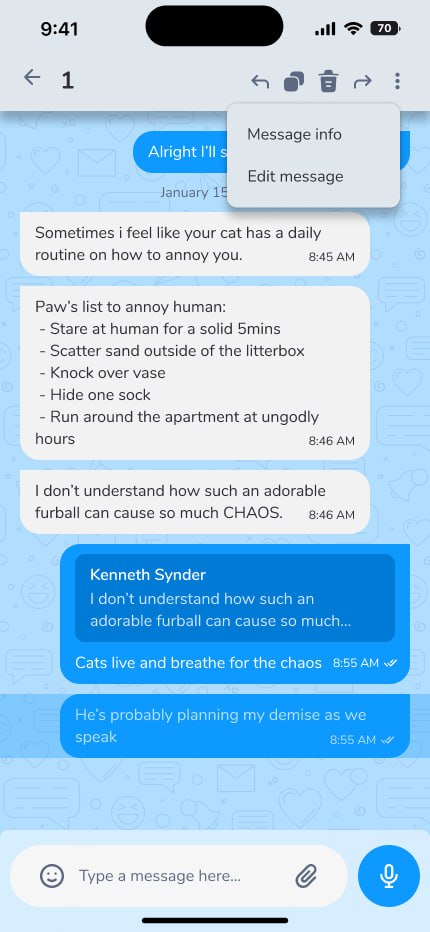 9:41
70
1
Message info
Edit message
Alright I'll s
January 15
Sometimes i feel like your cat has a daily
routine on how to annoy you.
8:45 AM
Paw's list to annoy human:
- Stare at human for a solid 5mins
- Scatter sand outside of the litterbox
- Knock over vase
- Hide one sock
- Run around the apartment at ungodly
hours
8:46 AM
I don't understand how such an adorable
furball can cause so much CHAOS.
8:46 AM
Kenneth Synder
I don't understand how such an
adorable furball can cause so much...
Cats live and breathe for the chaos
8:55 AM
He's probably planning my demise as we
speak
8:55 AM
Type a message here...